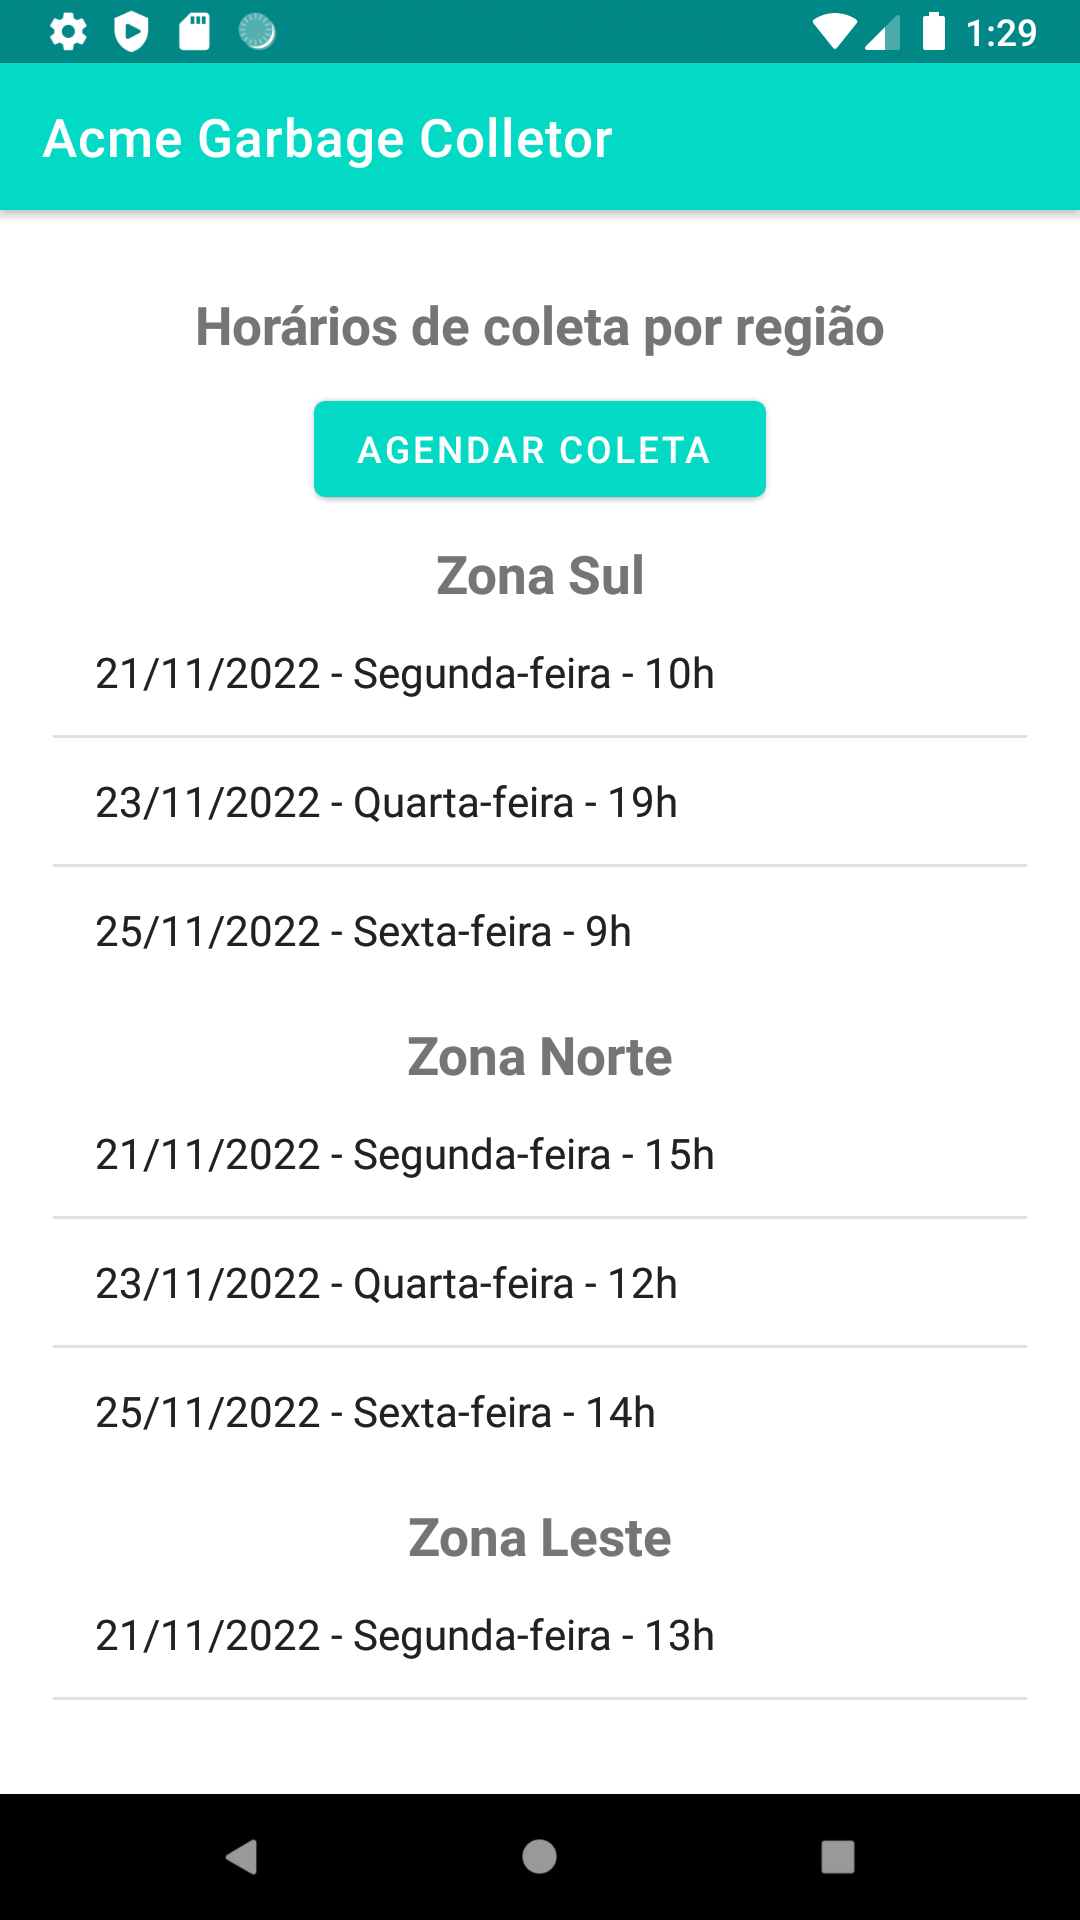 1:29
Acme Garbage Colletor
Horários de coleta por região
AGENDAR COLETA
Zona Sul
21/11/2022 - Segunda-feira - 10h
23/11/2022 - Quarta-feira - 19h
25/11/2022 - Sexta-feira - 9h
Zona Norte
21/11/2022 - Segunda-feira - 15h
23/11/2022 - Quarta-feira - 12h
25/11/2022 - Sexta-feira - 14h
Zona Leste
21/11/2022 - Segunda-feira - 13h